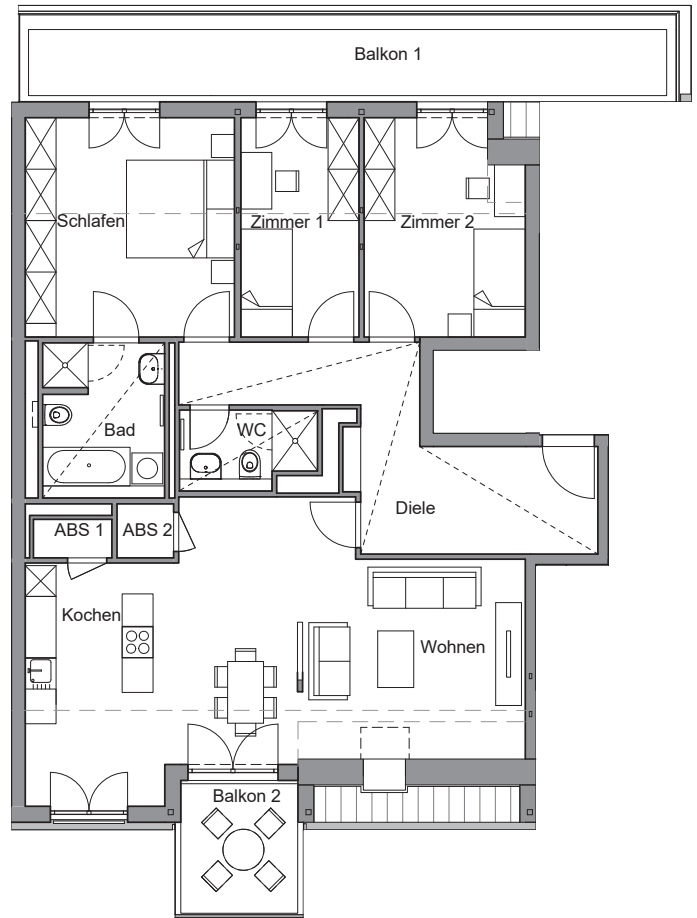 Balkon 1
Schlafen
Zimmer 1
Zimmer 2
Bad
WC
Diele
ABS 1
ABS 2
Kochen
Wohnen
Balkon 2